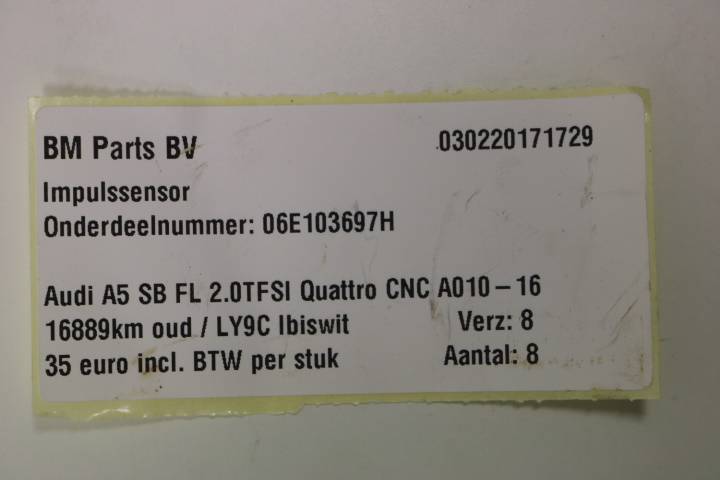 BM Parts BV 030220171729
Impulssensor
Onderdeelnummer: 06E103697H
Audi A5 SB FL 2.0TFSI Quattro CNC A010-16
16889km oud / LY9C Ibiswit Verz: 8
35 euro incl. BTW per stuk Aantal: 8